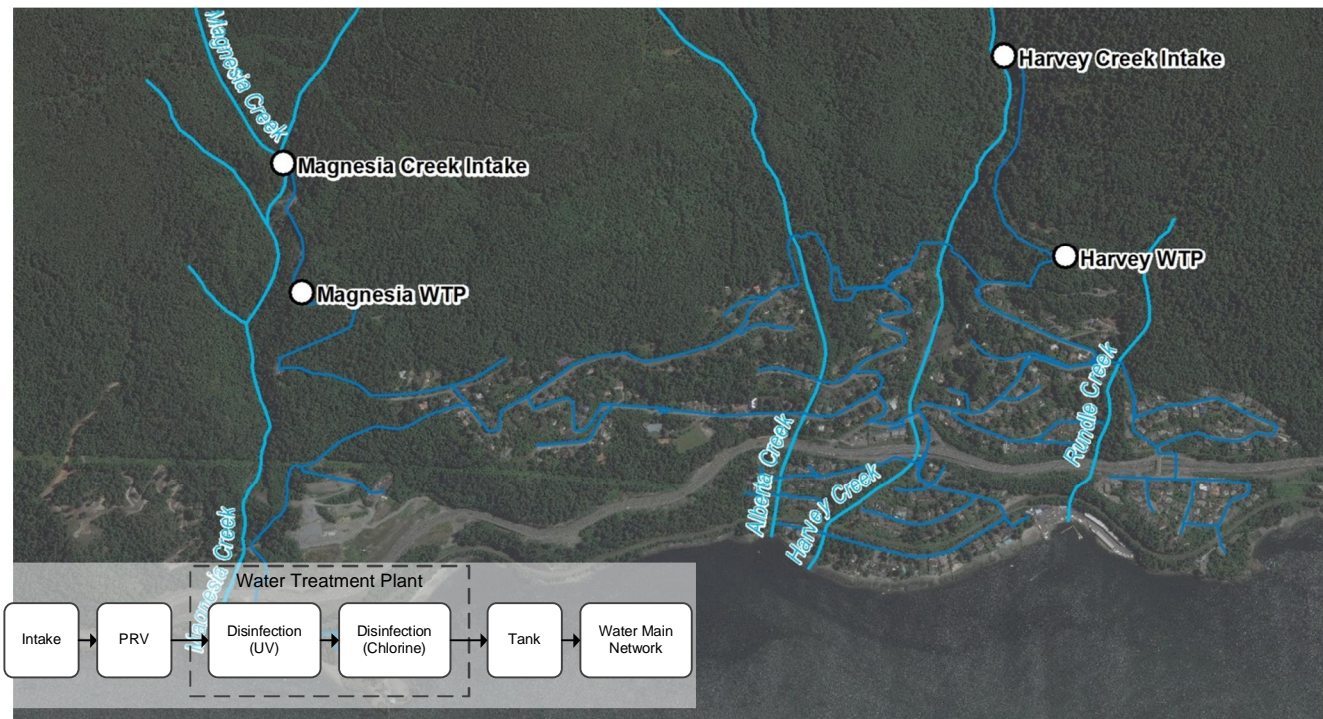 Magnesia Creek
Harvey Creek Intake
Magnesia Creek Intake
Harvey WTP
Magnesia WTP
Rundle Creek
Alberta Creek
Harvey Creek
Magnesia Creek
Water Treatment Plant
Intake
PRV
Disinfection
(UV)
Disinfection
(Chlorine)
Tank
Water Main
Network